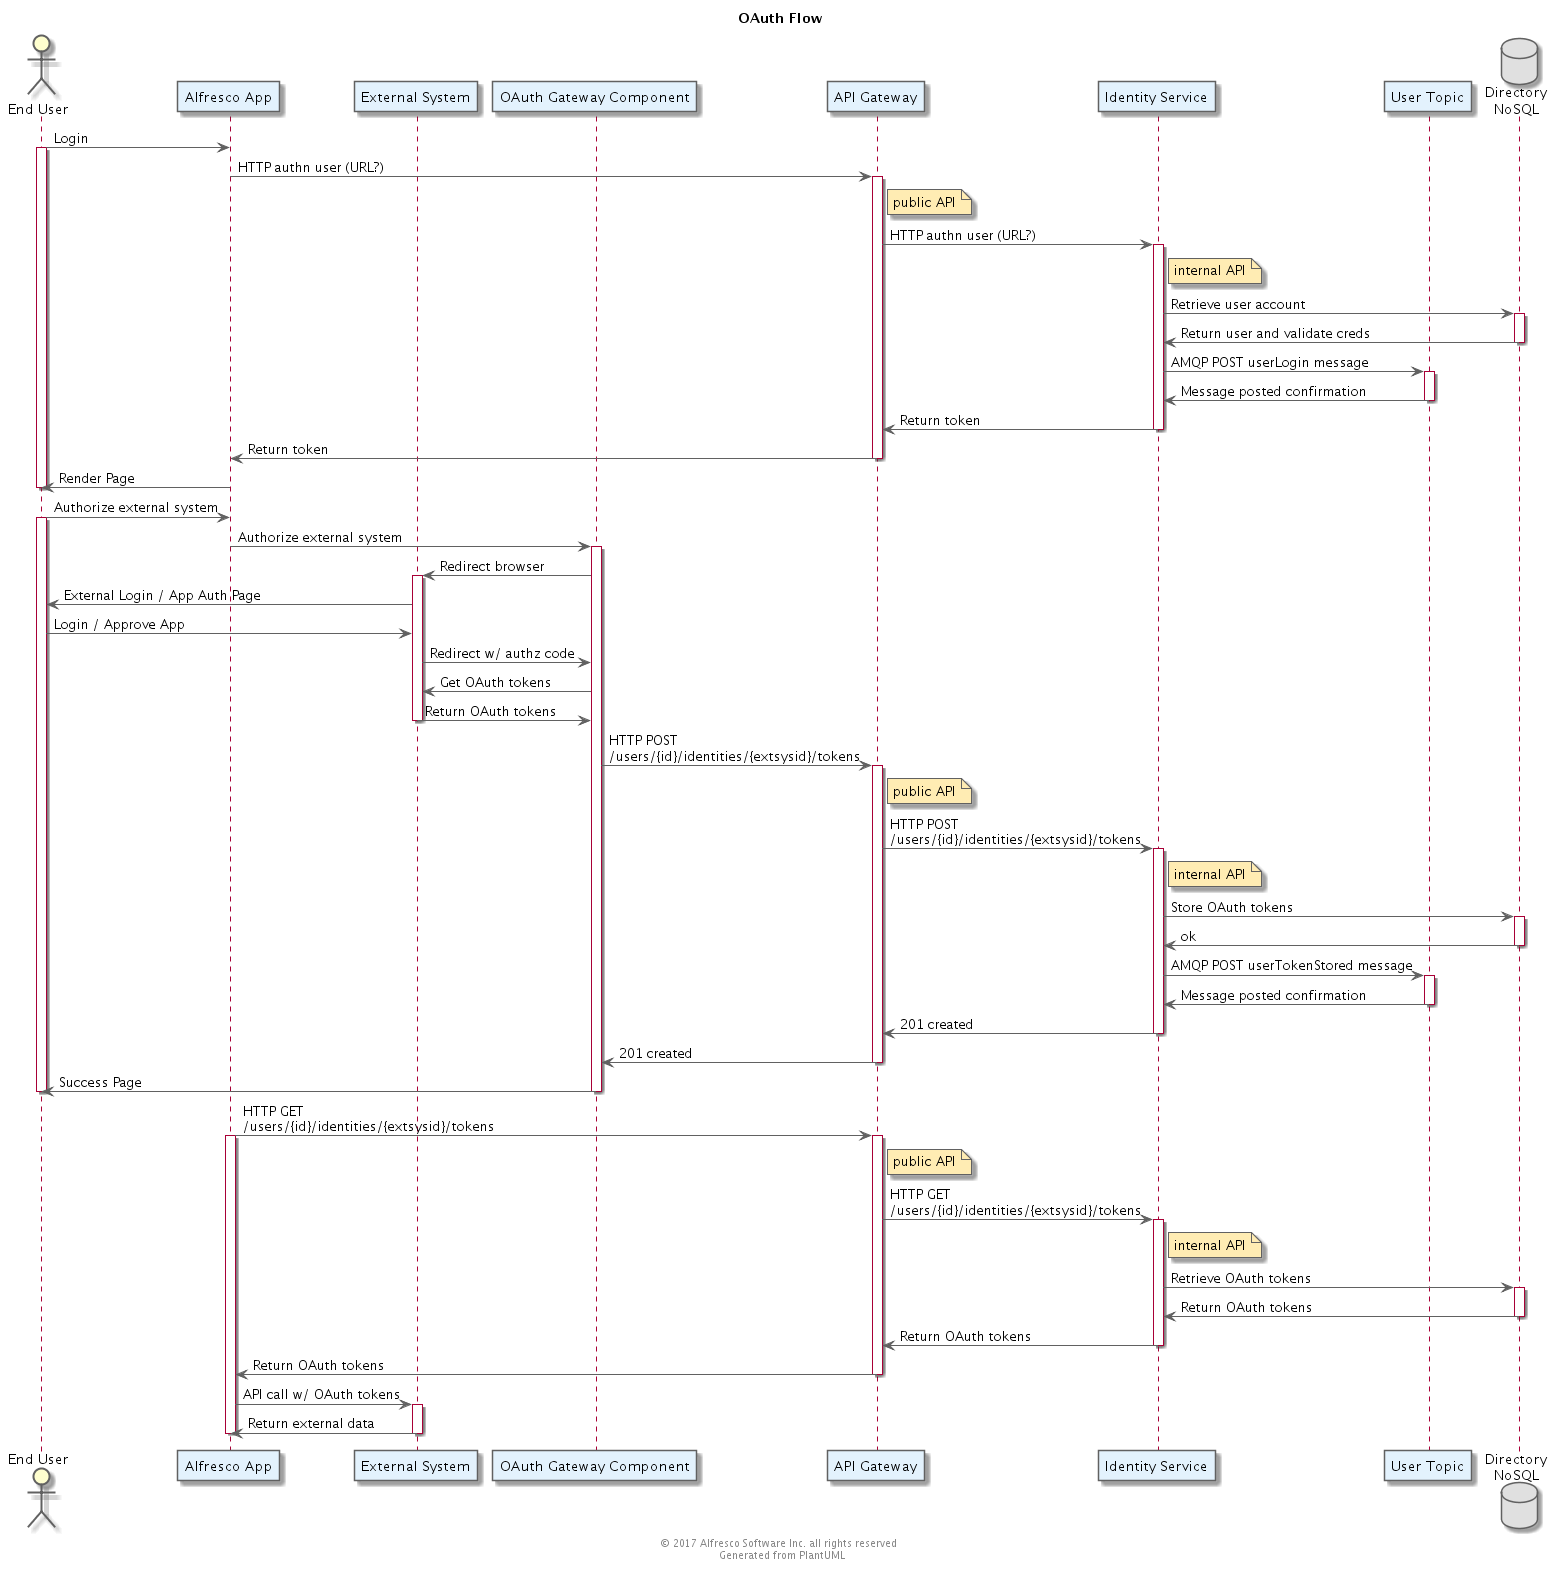 OAuth Flow
End User
Alfresco App
External System
OAuth Gateway Component
API Gateway
Identity Service
User Topic
Directory
NoSQL
Login
HTTP authn user (URL?)
public API
HTTP authn user (URL?)
internal API
Retrieve user account
Return user and validate creds
AMQP POST userLogin message
Message posted confirmation
Return token
Return token
Render Page
Authorize external system
Authorize external system
Redirect browser
External Login / App Auth Page
Login / Approve App
Redirect w/ authz code
Get OAuth tokens
Return OAuth tokens
HTTP POST
/users/{id}/identities/{extsysid}/tokens
public API
HTTP POST
/users/{id}/identities/{extsysid}/tokens
internal API
Store OAuth tokens
ok
AMQP POST userTokenStored message
Message posted confirmation
201 created
201 created
Success Page
HTTP GET
/users/{id}/identities/{extsysid}/tokens
public API
HTTP GET
/users/{id}/identities/{extsysid}/tokens
internal API
Retrieve OAuth tokens
Return OAuth tokens
Return OAuth tokens
Return OAuth tokens
API call w/ OAuth tokens
Return external data
End User
Alfresco App
External System
OAuth Gateway Component
API Gateway
Identity Service
User Topic
Directory
NoSQL
© 2017 Alfresco Software Inc. all rights reserved
Generated from PlantUML